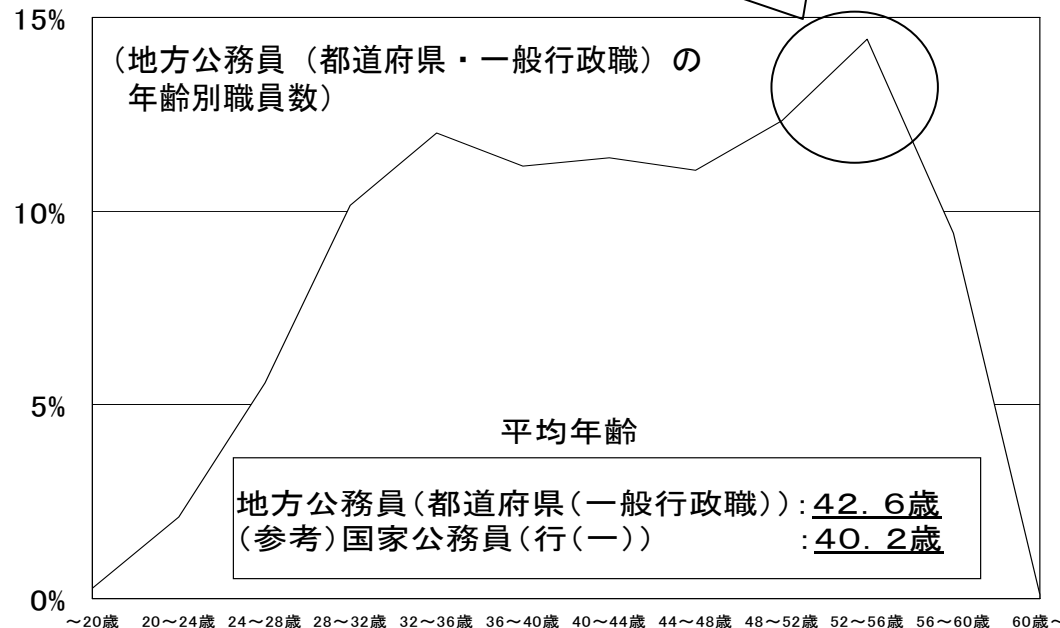 15%
(地方公務員(都道府県・一般行政職)の
年齢別職員数)
10%
5%
平均年齢
地方公務員(都道府県(一般行政職)):42.6歳
(参考)国家公務員(行(一)) :40.2歳
0%
~20歳 20~24歳 24~28歳 28~32歳 32~36歳 36~40歳 40~44歳 44~48歳 48~52歳 52~56歳 56~60歳 60歳~